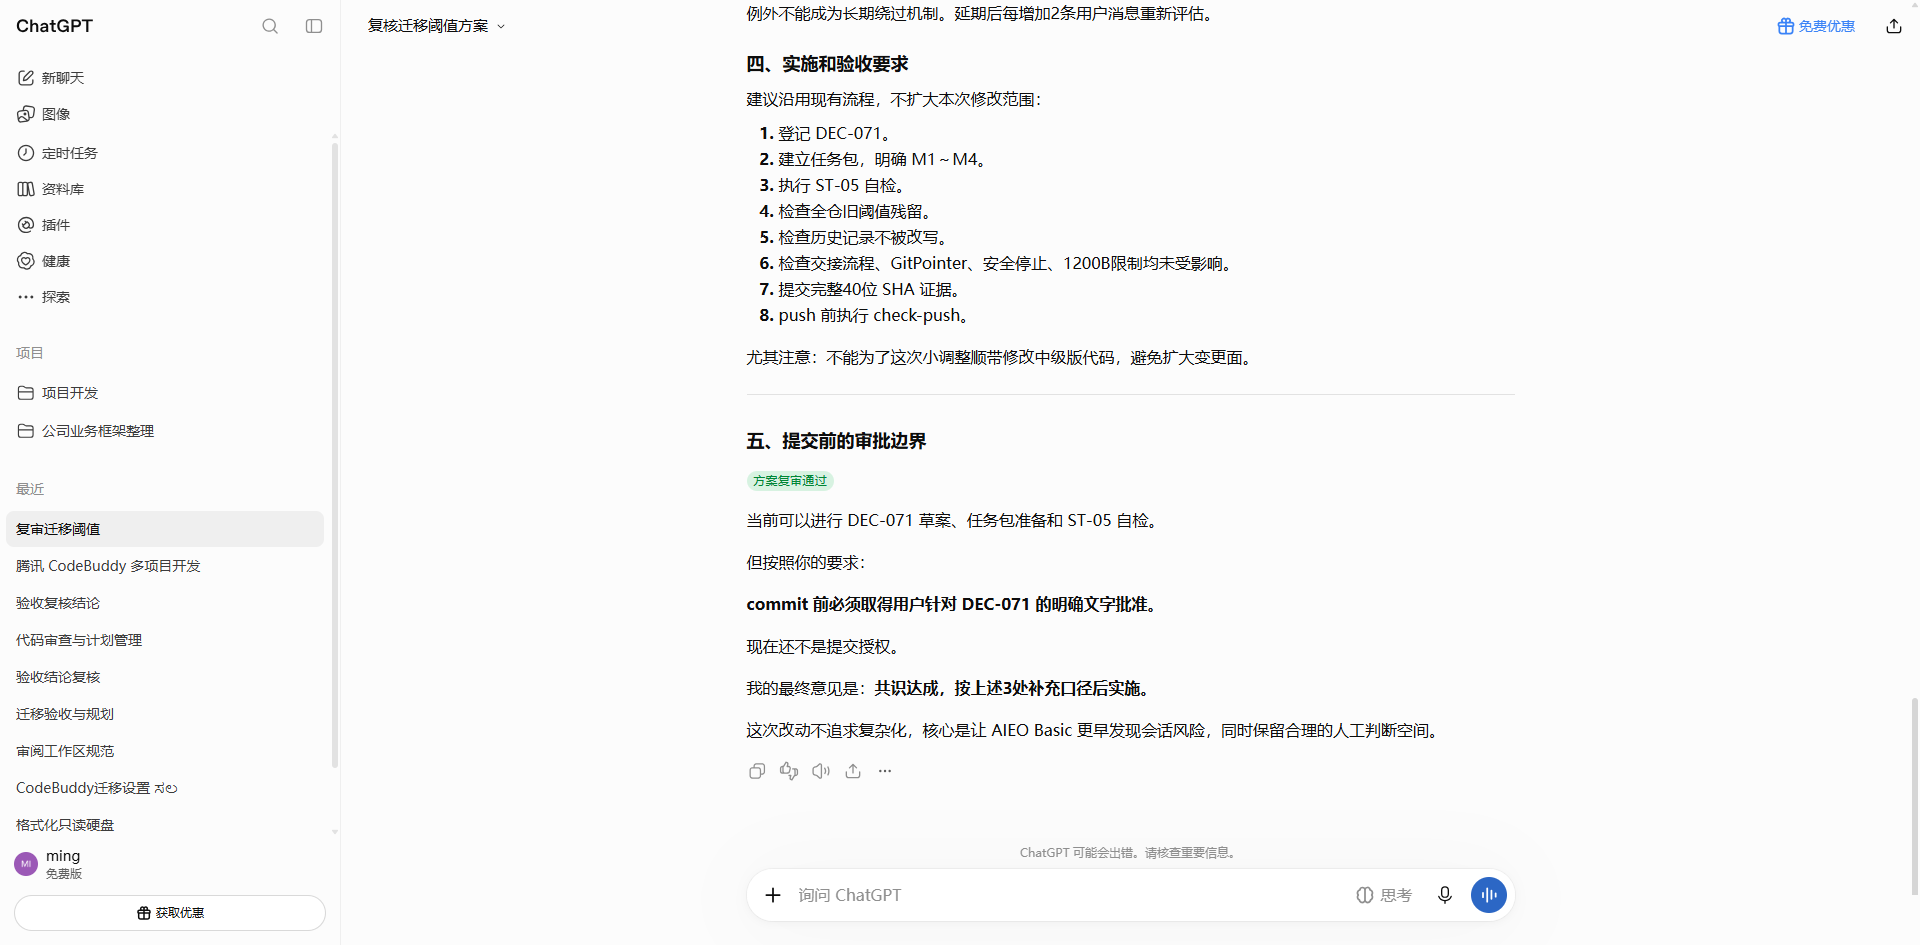 ChatGPT
新聊天
图像
定时任务
资料库
插件
健康
探索
项目
项目开发
公司业务框架整理
最近
复审迁移阈值
腾讯 CodeBuddy 多项目开发
验收复核结论
代码审查与计划管理
验收结论复核
迁移验收与规划
审阅工作区规范
CodeBuddy迁移设置
格式化只读硬盘
MI
ming
免费版
获取优惠
复核迁移阈值方案
免费优惠
例外不能成为长期绕过机制。延期后每增加2条用户消息重新评估。
四、实施和验收要求
建议沿用现有流程，不扩大本次修改范围：
1. 登记 DEC-071。
2. 建立任务包，明确 M1～M4。
3. 执行 ST-05 自检。
4. 检查全仓旧阈值残留。
5. 检查历史记录不被改写。
6. 检查交接流程、GitPointer、安全停止、1200B限制均未受影响。
7. 提交完整40位 SHA 证据。
8. push 前执行 check-push。
尤其注意：不能为了这次小调整顺带修改中级版代码，避免扩大变更面。
五、提交前的审批边界
方案复审通过
当前可以进行 DEC-071 草案、任务包准备和 ST-05 自检。
但按照你的要求：
commit 前必须取得用户针对 DEC-071 的明确文字批准。
现在还不是提交授权。
我的最终意见是：共识达成，按上述3处补充口径后实施。
这次改动不追求复杂化，核心是让 AIEO Basic 更早发现会话风险，同时保留合理的人工判断空间。
ChatGPT 可能会出错。请核查重要信息。
询问 ChatGPT
思考